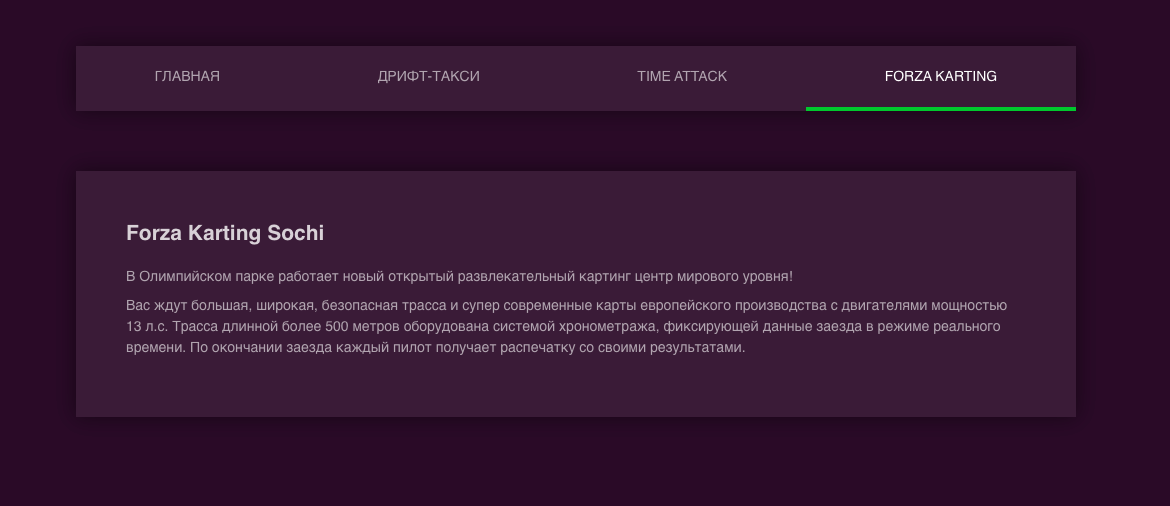 ГЛАВНАЯ ДРИФТ-ТАКСИ TIME ATTACK FORZA KARTING
Forza Karting Sochi
В Олимпийском парке работает новый открытый развлекательный картинг центр мирового уровня!
Вас ждут большая, широкая, безопасная трасса и супер современные карты европейского производства с двигателями мощностью
13 л.с. Трасса длинной более 500 метров оборудована системой хронометража, фиксирующей данные заезда в режиме реального
времени. По окончании заезда каждый пилот получает распечатку со своими результатами.